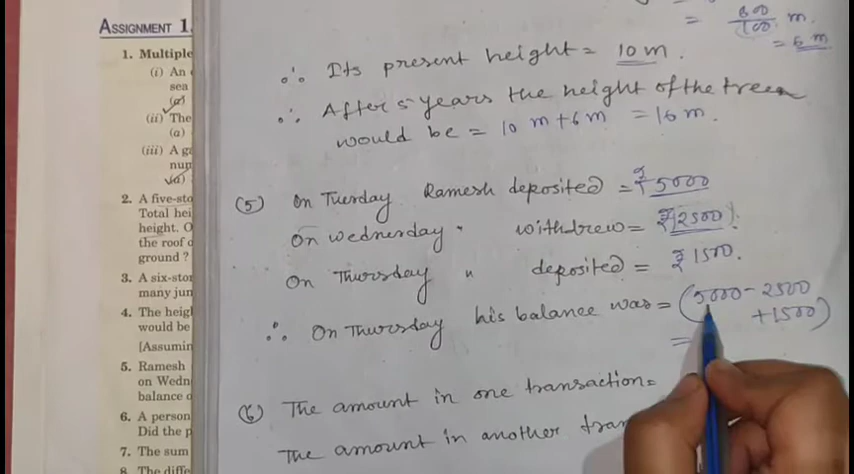 ASSIGNMENT 1.
1. Multiple
(i) An
sea
(a)
(ii) The
(a)
(iii) A ga
num
(a)
2. A five-sto
Total hei
height. O
the roof o
ground ?
3. A six-stor
many jun
4. The heigh
would be
[Assumin
5. Ramesh
on Wedn
balance o
6. A person
Did the p
7. The sum
8. The diffe
= 600/100 m.
= 6 m
∴ Its present height = 10 m.
∴ After 5 years the height of the tree
would be = 10 m + 6 m = 16 m.
(5) On Tuesday Ramesh deposited = ₹ 5000
On Wednesday " withdrew = ₹ 2500
On Thursday " deposited = ₹ 1500.
∴ On Thursday his balance was = (5000 - 2500
+ 1500)
=
(6) The amount in one transaction =
The amount in another tran